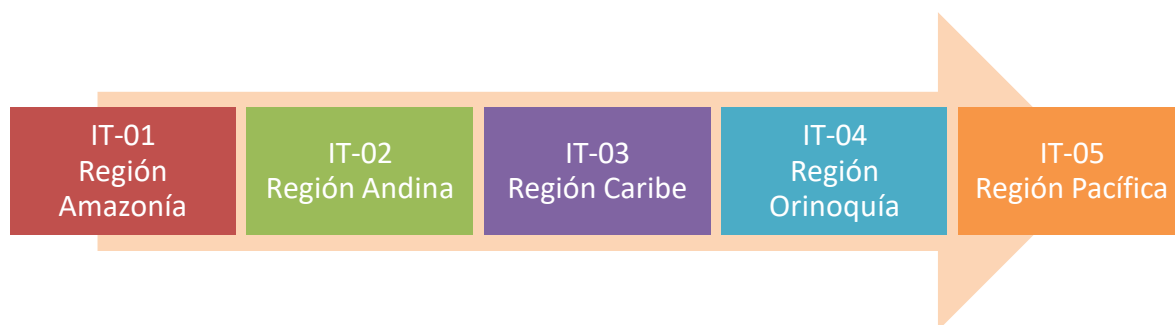 IT-01
Región
Amazonía
IT-02
Región Andina
IT-03
Región Caribe
IT-04
Región
Orinoquía
IT-05
Región Pacífica